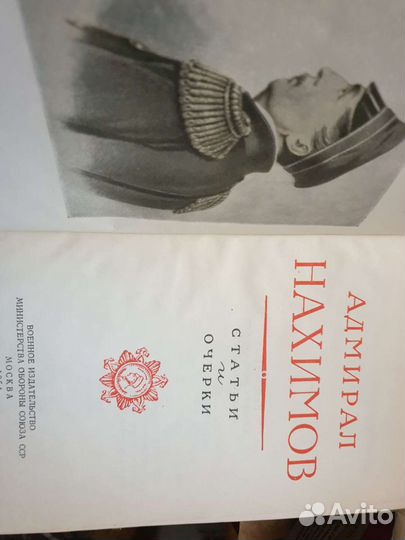 АДМИРАЛ
НАХИМОВ
СТАТЬИ
и
ОЧЕРКИ
ВОЕННОЕ ИЗДАТЕЛЬСТВО
МИНИСТЕРСТВА ОБОРОНЫ СОЮЗА ССР
МОСКВА
Avito